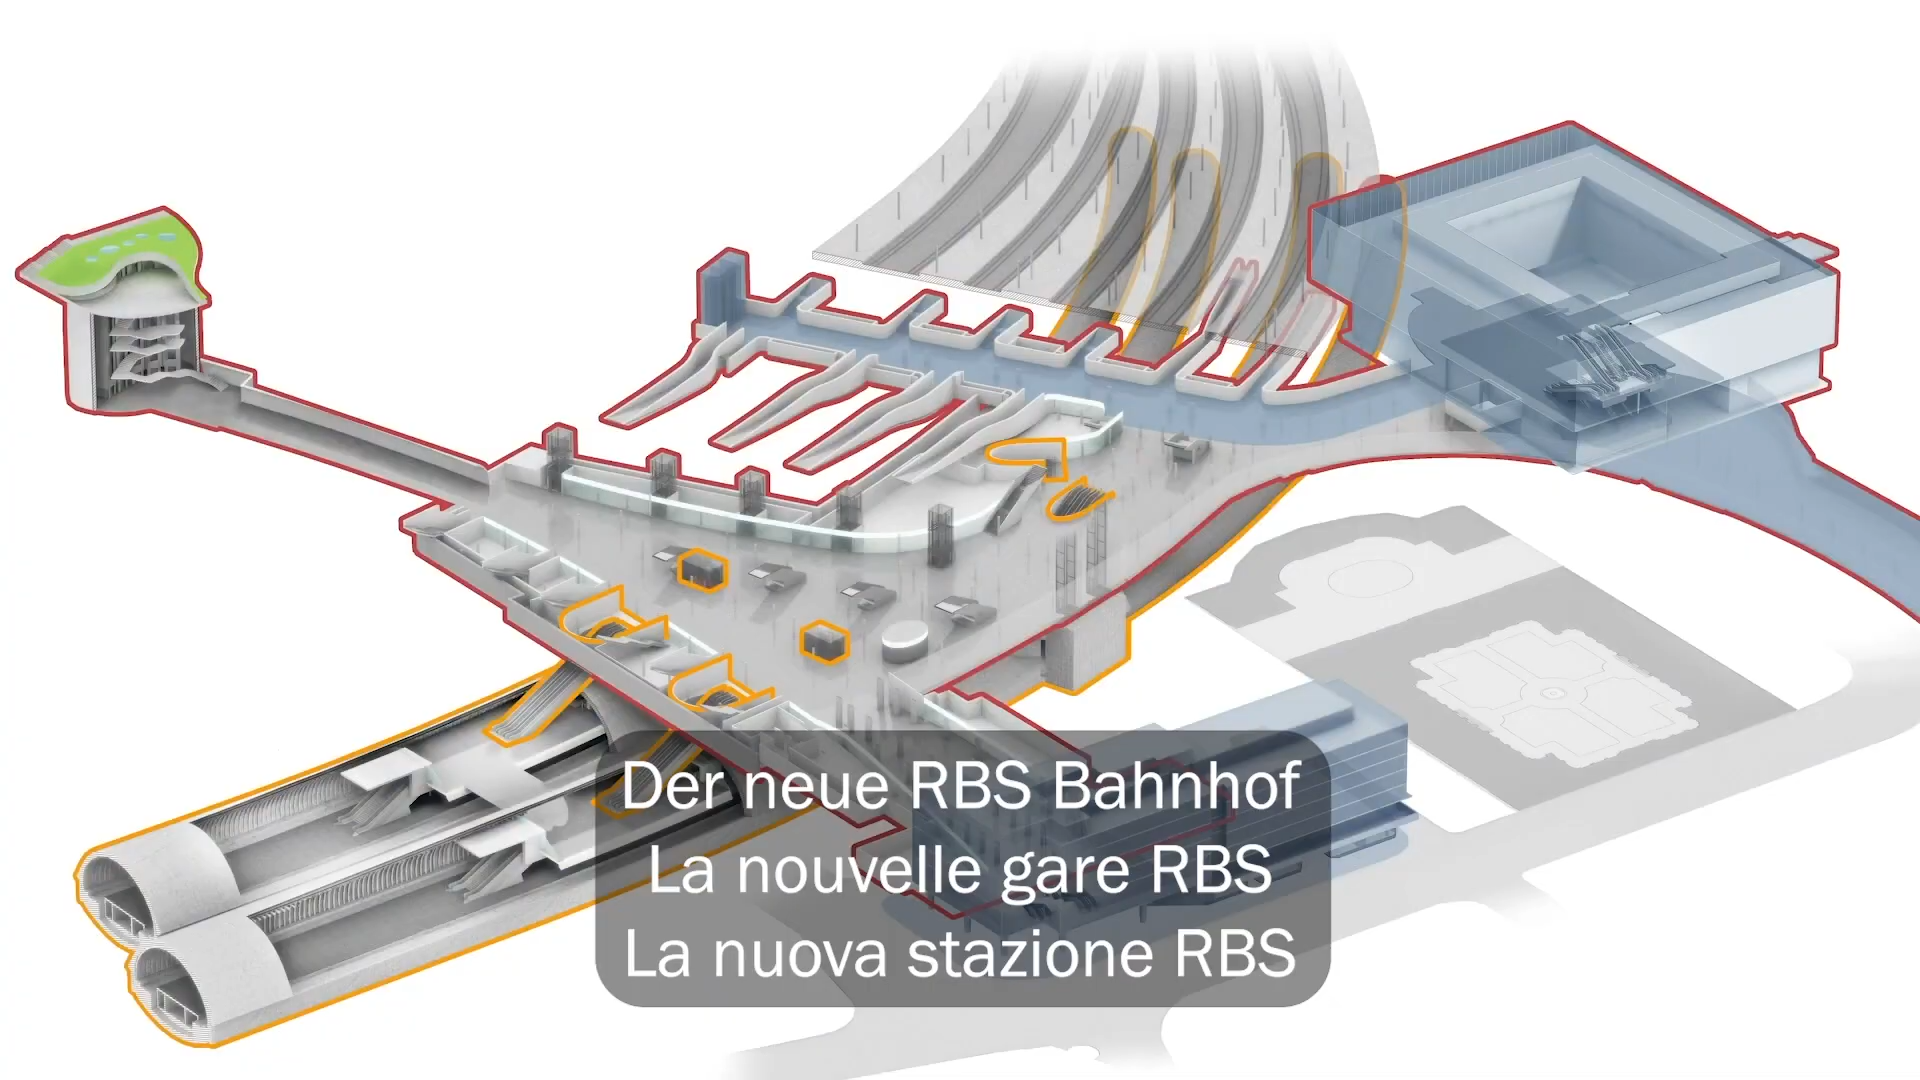 Der neue RBS Bahnhof
La nouvelle gare RBS
La nuova stazione RBS